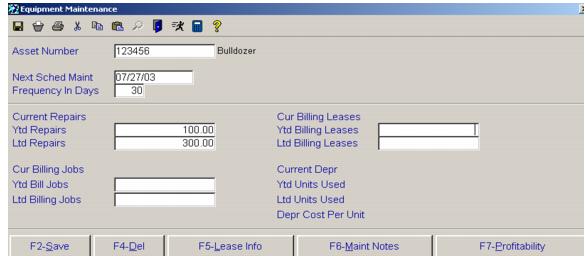 Equipment Maintenance
Asset Number 123456 Bulldozer
Next Sched Maint 07/27/03
Frequency In Days 30
Current Repairs Cur Billing Leases
Ytd Repairs 100.00 Ytd Billing Leases
Ltd Repairs 300.00 Ltd Billing Leases
Cur Billing Jobs Current Depr
Ytd Bill Jobs Ytd Units Used
Ltd Billing Jobs Ltd Units Used
Depr Cost Per Unit
F2-Save F4-Del F5-Lease Info F6-Maint Notes F7-Profitability